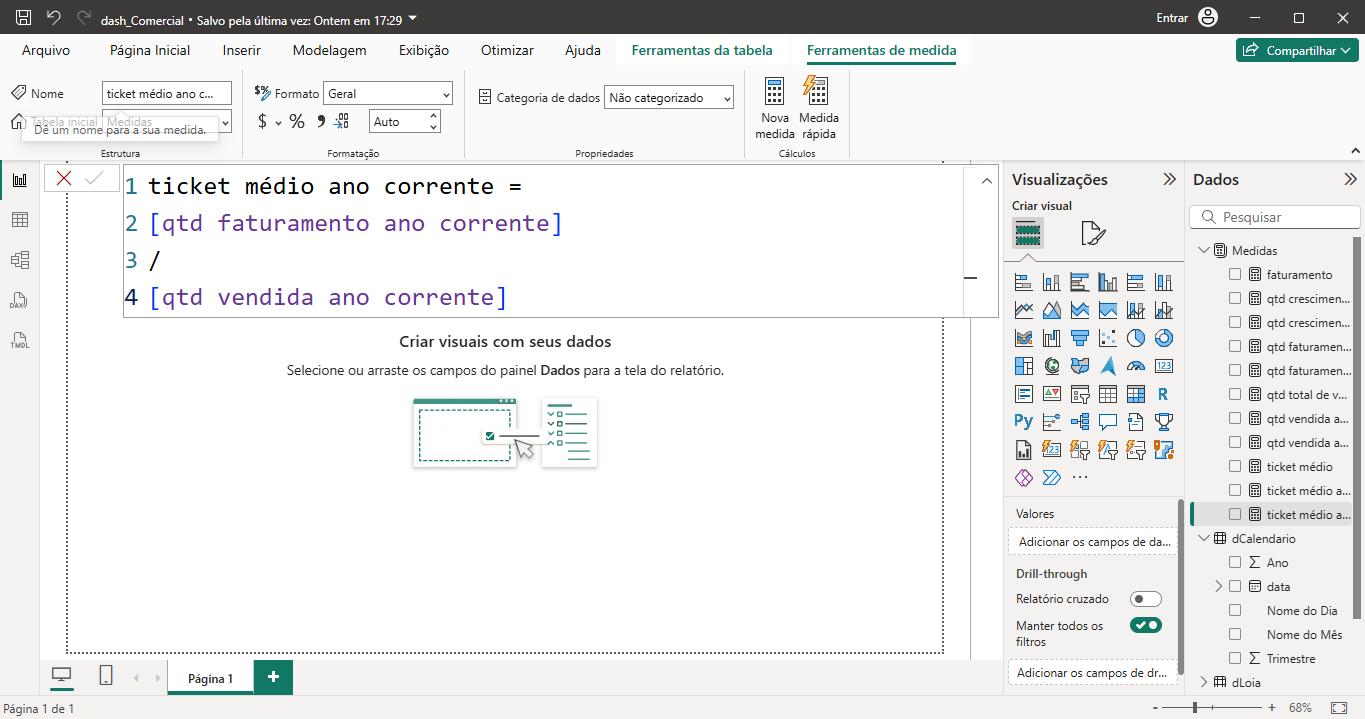 dash_Comercial • Salvo pela última vez: Ontem em 17:29
Entrar
Arquivo
Página Inicial
Inserir
Modelagem
Exibição
Otimizar
Ajuda
Ferramentas da tabela
Ferramentas de medida
Compartilhar
Nome
ticket médio ano c...
Tabela inicial
Medidas
Dê um nome para a sua medida.
Estrutura
Formato
Geral
$
%
Auto
Formatação
Categoria de dados
Não categorizado
Propriedades
Nova medida
Medida rápida
Cálculos
1 ticket médio ano corrente =
2 [qtd faturamento ano corrente]
3 /
4 [qtd vendida ano corrente]
DAX
TMDL
Criar visuais com seus dados
Selecione ou arraste os campos do painel Dados para a tela do relatório.
Visualizações
Criar visual
123
R
Py
123
...
Valores
Adicionar os campos de da...
Drill-through
Relatório cruzado
Manter todos os
filtros
Adicionar os campos de dr...
Dados
Pesquisar
Medidas
faturamento
qtd crescimen...
qtd crescimen...
qtd faturamen...
qtd faturamen...
qtd total de v...
qtd vendida a...
qtd vendida a...
ticket médio
ticket médio a...
ticket médio a...
dCalendario
Ano
data
Nome do Dia
Nome do Mês
Trimestre
dLoja
Página 1
+
Página 1 de 1
- + 68%